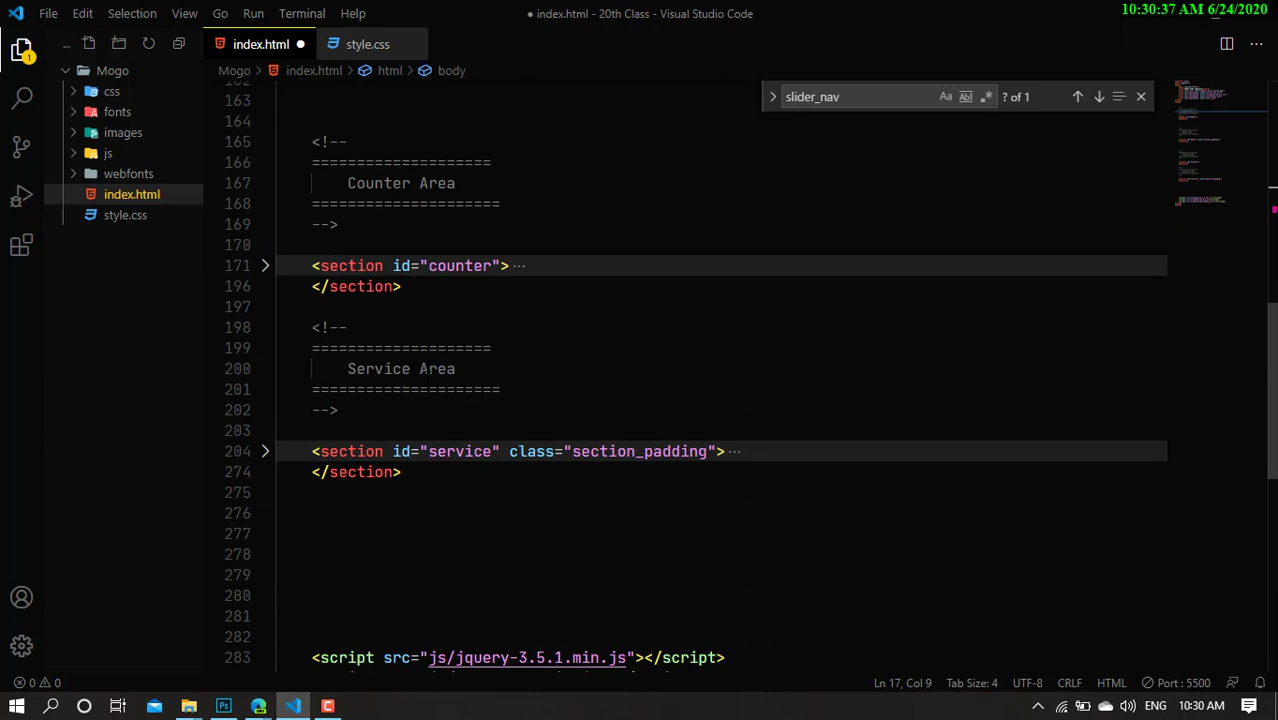 File Edit Selection View Go Run Terminal Help
● index.html - 20th Class - Visual Studio Code
10:30:37 AM 6/24/2020
1
...
index.html ●
style.css
Mogo
Mogo > index.html > html > body
slider_nav
Aa Abl .*
? of 1
css
fonts
images
js
webfonts
index.html
style.css
163
164
165 <!--
166 ====================
167 Counter Area
168 =====================
169 -->
170
171 <section id="counter">···
196 </section>
197
198 <!--
199 ====================
200 Service Area
201 =====================
202 -->
203
204 <section id="service" class="section_padding">···
274 </section>
275
276
277
278
279
280
281
282
283 <script src="js/jquery-3.5.1.min.js"></script>
0 0
Ln 17, Col 9 Tab Size: 4 UTF-8 CRLF HTML Port : 5500
Ps C
ENG 10:30 AM